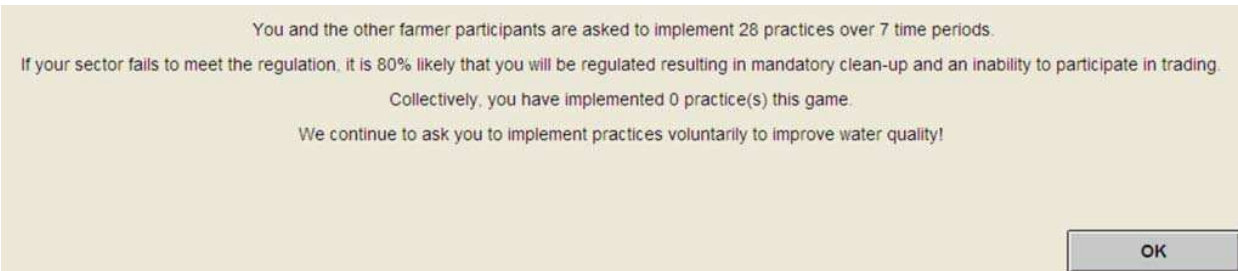 You and the other farmer participants are asked to implement 28 practices over 7 time periods.
If your sector fails to meet the regulation, it is 80% likely that you will be regulated resulting in mandatory clean-up and an inability to participate in trading.
Collectively, you have implemented 0 practice(s) this game.
We continue to ask you to implement practices voluntarily to improve water quality!
OK